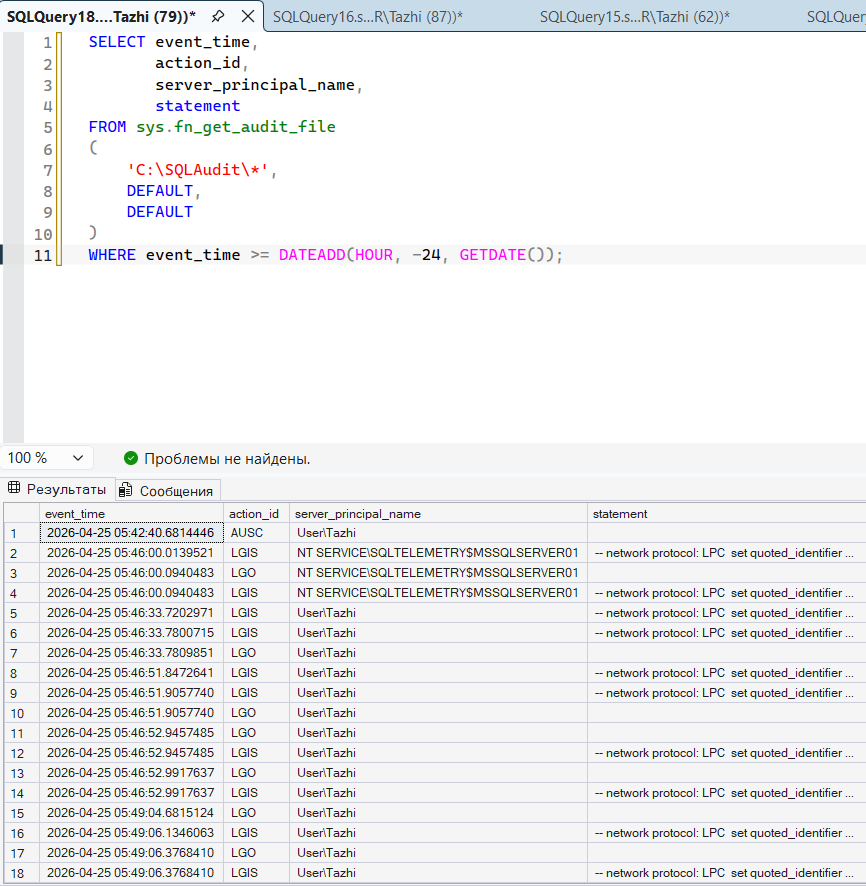 SQLQuery18....Tazhi (79))* SQLQuery16.s...R\Tazhi (87))* SQLQuery15.s...R\Tazhi (62))* SQLQuery
1 SELECT event_time,
2 action_id,
3 server_principal_name,
4 statement
5 FROM sys.fn_get_audit_file
6 (
7 'C:\SQLAudit\*',
8 DEFAULT,
9 DEFAULT
10 )
11 WHERE event_time >= DATEADD(HOUR, -24, GETDATE());
100 % Проблемы не найдены.
Результаты Сообщения
event_time action_id server_principal_name statement
1 2026-04-25 05:42:40.6814446 AUSC User\Tazhi
2 2026-04-25 05:46:00.0139521 LGIS NT SERVICE\SQLTELEMETRY$MSSQLSERVER01 -- network protocol: LPC set quoted_identifier ...
3 2026-04-25 05:46:00.0940483 LGO NT SERVICE\SQLTELEMETRY$MSSQLSERVER01
4 2026-04-25 05:46:00.0940483 LGIS NT SERVICE\SQLTELEMETRY$MSSQLSERVER01 -- network protocol: LPC set quoted_identifier ...
5 2026-04-25 05:46:33.7202971 LGIS User\Tazhi -- network protocol: LPC set quoted_identifier ...
6 2026-04-25 05:46:33.7800715 LGIS User\Tazhi -- network protocol: LPC set quoted_identifier ...
7 2026-04-25 05:46:33.7809851 LGO User\Tazhi
8 2026-04-25 05:46:51.8472641 LGIS User\Tazhi -- network protocol: LPC set quoted_identifier ...
9 2026-04-25 05:46:51.9057740 LGIS User\Tazhi -- network protocol: LPC set quoted_identifier ...
10 2026-04-25 05:46:51.9057740 LGO User\Tazhi
11 2026-04-25 05:46:52.9457485 LGO User\Tazhi
12 2026-04-25 05:46:52.9457485 LGIS User\Tazhi -- network protocol: LPC set quoted_identifier ...
13 2026-04-25 05:46:52.9917637 LGO User\Tazhi
14 2026-04-25 05:46:52.9917637 LGIS User\Tazhi -- network protocol: LPC set quoted_identifier ...
15 2026-04-25 05:49:04.6815124 LGO User\Tazhi
16 2026-04-25 05:49:06.1346063 LGIS User\Tazhi -- network protocol: LPC set quoted_identifier ...
17 2026-04-25 05:49:06.3768410 LGO User\Tazhi
18 2026-04-25 05:49:06.3768410 LGIS User\Tazhi -- network protocol: LPC set quoted_identifier ...